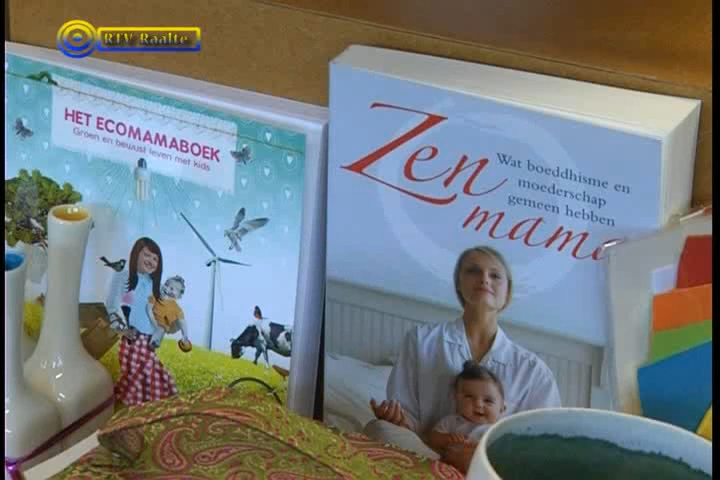 RTV Raalte
HET ECOMAMABOEK
Groen en bewust leven met kids
Zen
Wat boeddhisme en
moederschap
gemeen hebben
mama